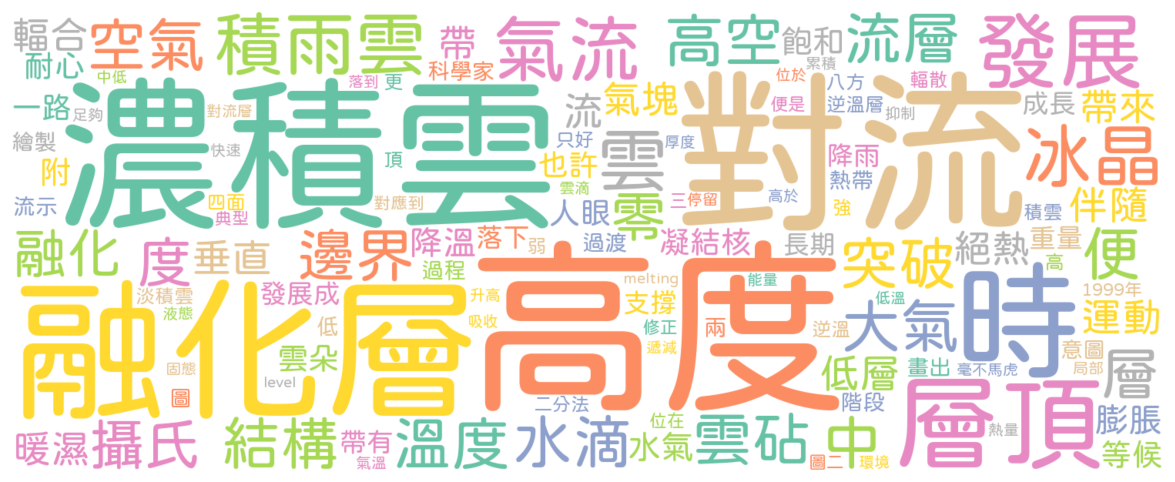 輻合 空氣 積雨雲 帶 氣流 高空 飽和 流層 發展
耐心 中低 落到 更 科學家 位於 累積 八方 輻散
一路 足夠 濃積雲 對流層 流 氣塊 對流 便是 逆溫層 抑制 成長 帶來
繪製 快速 頂 只好 厚度 雲 降雨 冰晶
附 四面 典型 對應到 也許 雲滴 零 三停留 熱帶 高於 強 積雲 伴隨
流示 人眼
融化 度 垂直 邊界 降溫 落下 弱 過渡 凝結核 長期 突破 絕熱 重量 高 便
過程
淡積雲 液態 發展成 升高 高度 melting 支撐 能量 低溫 時 1999年
融化層 低 吸收 修正 兩 逆溫 大氣 運動
固態 雲朵 遞減 意圖 局部
level 圖 低層 畫出 毫不馬虎 層
二分法 階段 層頂 膨脹
暖濕 攝氏 結構 帶有 氣溫 溫度 水滴 位在 水氣 雲砧 圖二 中 環境 熱量 等候